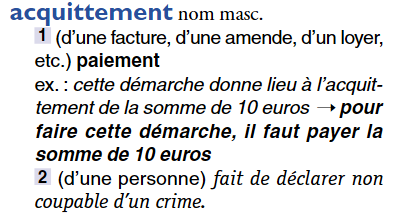 acquittement nom masc.
1 (d'une facture, d'une amende, d'un loyer,
etc.) paiement
ex. : cette démarche donne lieu à l'acquit-
tement de la somme de 10 euros → pour
faire cette démarche, il faut payer la
somme de 10 euros
2 (d'une personne) fait de déclarer non
coupable d'un crime.